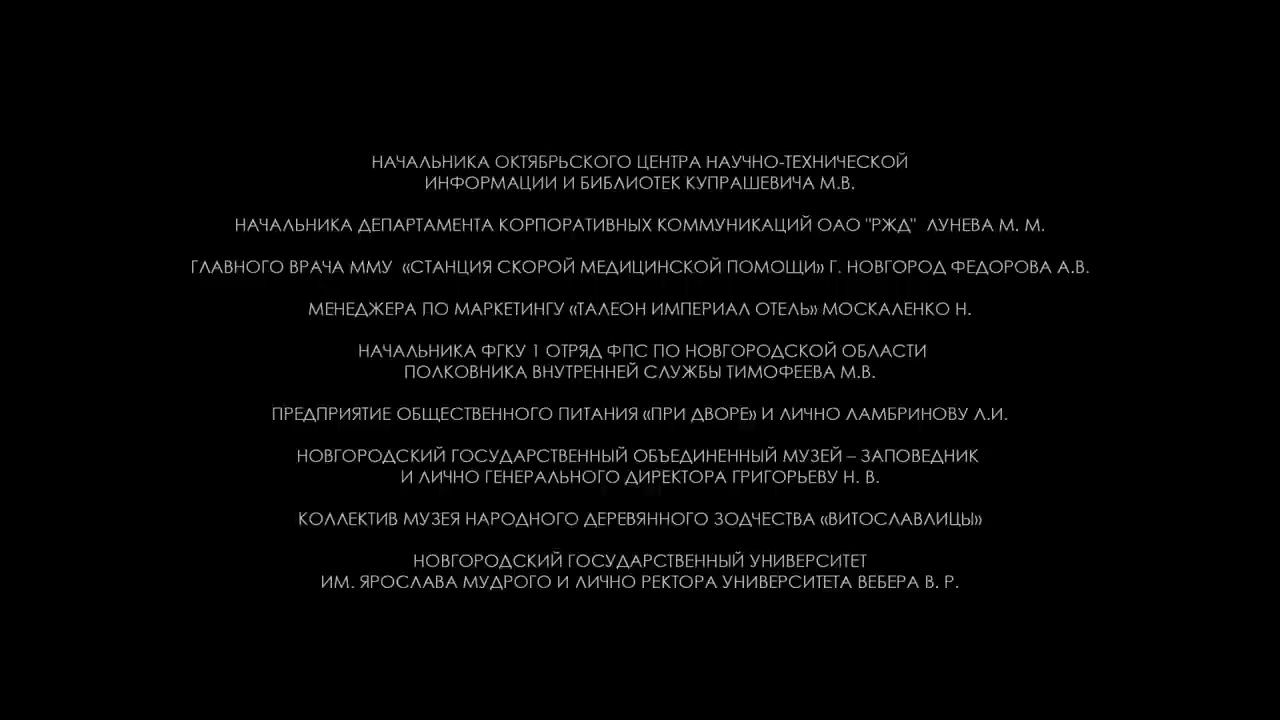 НАЧАЛЬНИКА ОКТЯБРЬСКОГО ЦЕНТРА НАУЧНО-ТЕХНИЧЕСКОЙ
ИНФОРМАЦИИ И БИБЛИОТЕК КУПРАШЕВИЧА М.В.
НАЧАЛЬНИКА ДЕПАРТАМЕНТА КОРПОРАТИВНЫХ КОММУНИКАЦИЙ ОАО "РЖД" ЛУНЕВА М. М.
ГЛАВНОГО ВРАЧА ММУ «СТАНЦИЯ СКОРОЙ МЕДИЦИНСКОЙ ПОМОЩИ» Г. НОВГОРОД ФЕДОРОВА А.В.
МЕНЕДЖЕРА ПО МАРКЕТИНГУ «ТАЛЕОН ИМПЕРИАЛ ОТЕЛЬ» МОСКАЛЕНКО Н.
НАЧАЛЬНИКА ФГКУ 1 ОТРЯД ФПС ПО НОВГОРОДСКОЙ ОБЛАСТИ
ПОЛКОВНИКА ВНУТРЕННЕЙ СЛУЖБЫ ТИМОФЕЕВА М.В.
ПРЕДПРИЯТИЕ ОБЩЕСТВЕННОГО ПИТАНИЯ «ПРИ ДВОРЕ» И ЛИЧНО ЛАМБРИНОВУ Л.И.
НОВГОРОДСКИЙ ГОСУДАРСТВЕННЫЙ ОБЪЕДИНЕННЫЙ МУЗЕЙ – ЗАПОВЕДНИК
И ЛИЧНО ГЕНЕРАЛЬНОГО ДИРЕКТОРА ГРИГОРЬЕВУ Н. В.
КОЛЛЕКТИВ МУЗЕЯ НАРОДНОГО ДЕРЕВЯННОГО ЗОДЧЕСТВА «ВИТОСЛАВЛИЦЫ»
НОВГОРОДСКИЙ ГОСУДАРСТВЕННЫЙ УНИВЕРСИТЕТ
ИМ. ЯРОСЛАВА МУДРОГО И ЛИЧНО РЕКТОРА УНИВЕРСИТЕТА ВЕБЕРА В. Р.